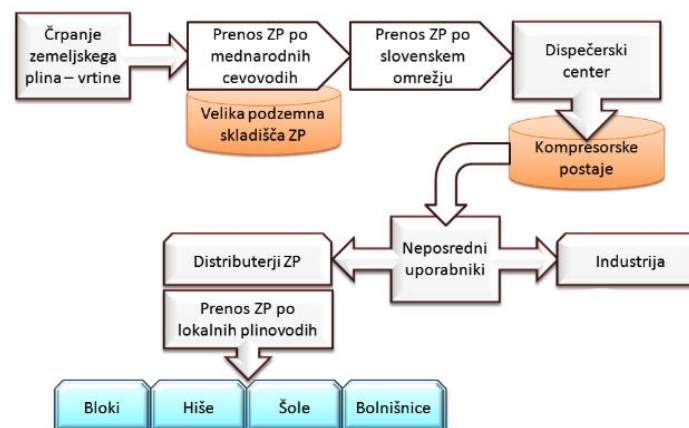 Črpanje
zemeljskega
plina – vrtine
Prenos ZP po
mednarodnih
cevovodih
Prenos ZP po
slovenskem
omrežju
Dispečerski
center
Velika podzemna
skladišča ZP
Kompresorske
postaje
Distributerji ZP
Neposredni
uporabniki
Industrija
Prenos ZP po
lokalnih plinovodih
Bloki
Hiše
Šole
Bolnišnice